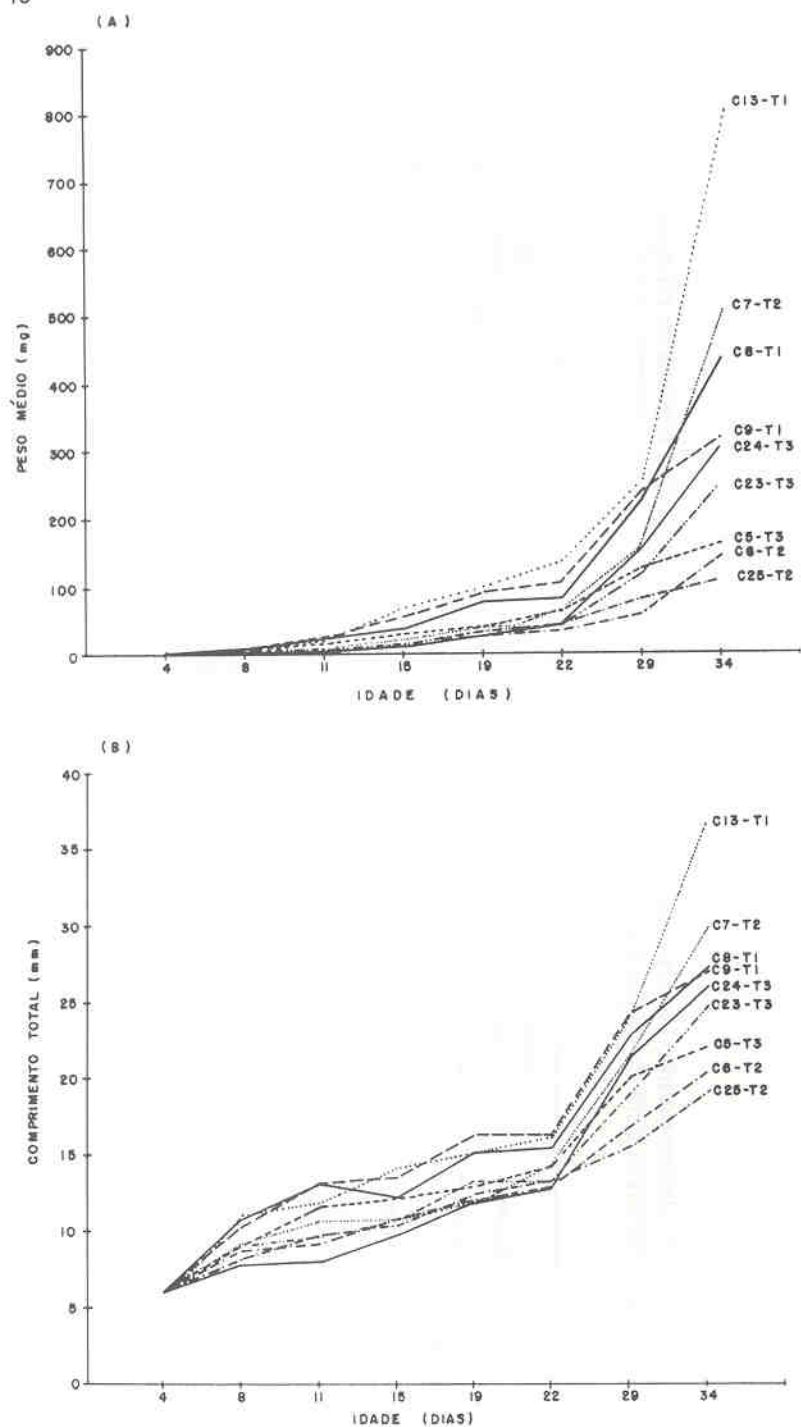 (A)
900
800
700
600
500
400
300
200
100
0
PESO MÉDIO (mg)
C13-T1
C7-T2
C8-T1
C9-T1
C24-T3
C23-T3
C5-T3
C6-T2
C25-T2
4 8 11 15 19 22 29 34
IDADE (DIAS)
(B)
40
35
30
25
20
15
10
5
0
COMPRIMENTO TOTAL (mm)
C13-T1
C7-T2
C8-T1
C9-T1
C24-T3
C23-T3
C5-T3
C6-T2
C25-T2
4 8 11 15 19 22 29 34
IDADE (DIAS)